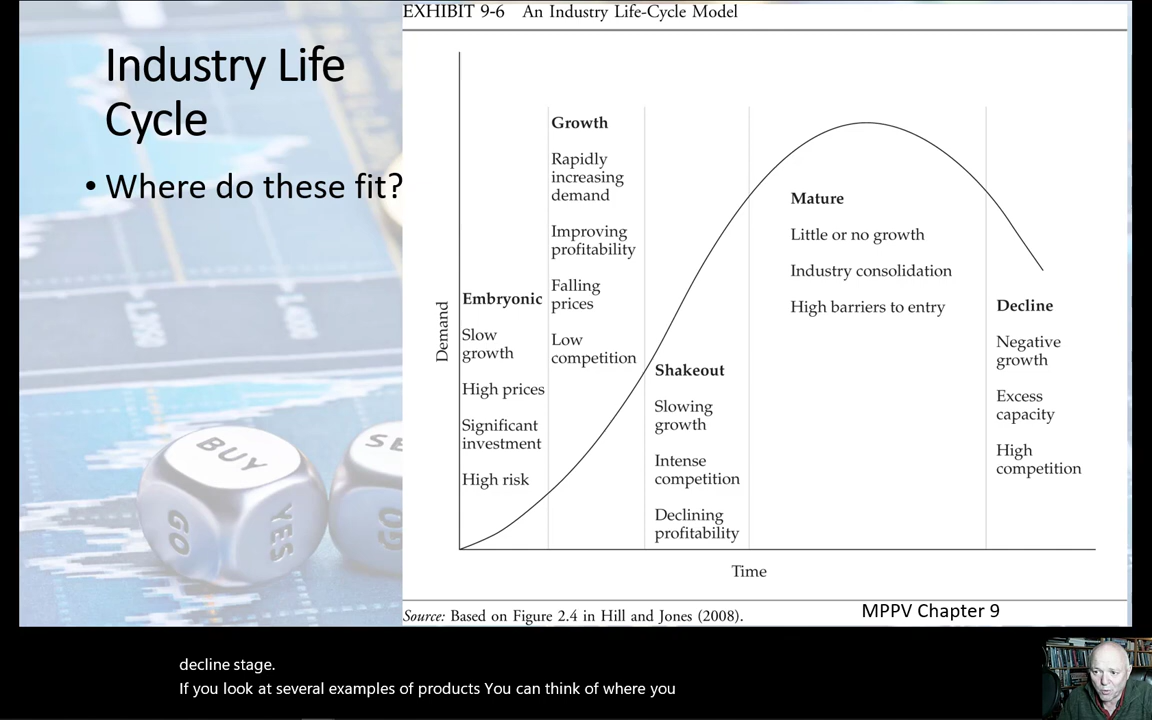 EXHIBIT 9-6 An Industry Life-Cycle Model
Industry Life
Cycle
• Where do these fit?
Demand
Embryonic
Slow
growth
High prices
Significant
investment
High risk
Growth
Rapidly
increasing
demand
Improving
profitability
Falling
prices
Low
competition
Shakeout
Slowing
growth
Intense
competition
Declining
profitability
Mature
Little or no growth
Industry consolidation
High barriers to entry
Decline
Negative
growth
Excess
capacity
High
competition
Time
Source: Based on Figure 2.4 in Hill and Jones (2008).
MPPV Chapter 9
BUY
GO
YES
decline stage.
If you look at several examples of products You can think of where you